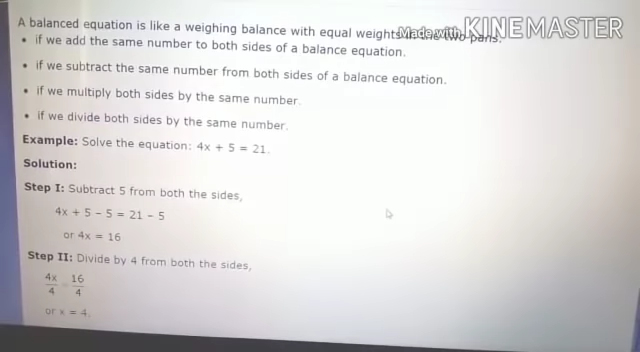 A balanced equation is like a weighing balance with equal weights in the two pans.
Made with KINEMASTER
• if we add the same number to both sides of a balance equation.
• if we subtract the same number from both sides of a balance equation.
• if we multiply both sides by the same number.
• if we divide both sides by the same number.
Example: Solve the equation: 4x + 5 = 21.
Solution:
Step I: Subtract 5 from both the sides,
4x + 5 – 5 = 21 – 5
or 4x = 16
Step II: Divide by 4 from both the sides,
4x/4 = 16/4
or x = 4.